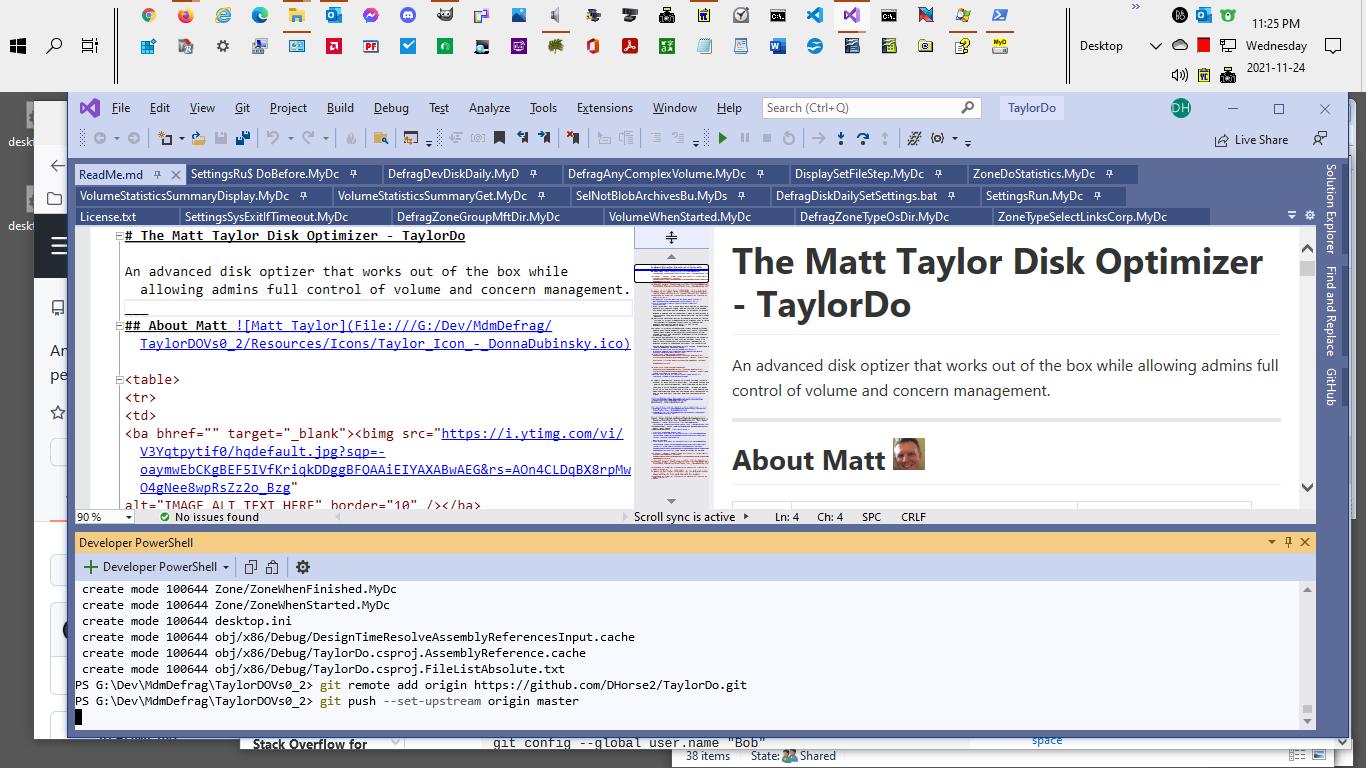 11:25 PM
Desktop
Wednesday
2021-11-24
File Edit View Git Project Build Debug Test Analyze Tools Extensions Window Help Search (Ctrl+Q) TaylorDo DH
Live Share
ReadMe.md SettingsRu$ DoBefore.MyDc DefragDevDiskDaily.MyD DefragAnyComplexVolume.MyDc DisplaySetFileStep.MyDc ZoneDoStatistics.MyDc
VolumeStatisticsSummaryDisplay.MyDc VolumeStatisticsSummaryGet.MyDc SelNotBlobArchivesBu.MyDs DefragDiskDailySetSettings.bat SettingsRun.MyDc
License.txt SettingsSysExitIfTimeout.MyDc DefragZoneGroupMftDir.MyDc VolumeWhenStarted.MyDc DefragZoneTypeOsDir.MyDc ZoneTypeSelectLinksCorp.MyDc
# The Matt Taylor Disk Optimizer - TaylorDo
An advanced disk optizer that works out of the box while
allowing admins full control of volume and concern management.
___
## About Matt ![Matt Taylor](File:///G:/Dev/MdmDefrag/
TaylorDOVs0_2/Resources/Icons/Taylor_Icon_-_DonnaDubinsky.ico)
<table>
<tr>
<td>
<ba bhref="" target="_blank"><bimg src="https://i.ytimg.com/vi/
V3Yqtpytif0/hqdefault.jpg?sqp=-
oaymwEbCKgBEF5IVfKriqkDDggBFQAAiEIYAXABwAEG&rs=AOn4CLDqBX8rpMw
O4gNee8wpRsZz2o_Bzg"
alt="IMAGE ALT TEXT HERE" border="10" /></ba>
The Matt Taylor Disk Optimizer
- TaylorDo
An advanced disk optimizer that works out of the box while allowing admins full
control of volume and concern management.
About Matt
Solution Explorer
Find and Replace
GitHub
90 % No issues found Scroll sync is active Ln: 4 Ch: 4 SPC CRLF
Developer PowerShell
Developer PowerShell
create mode 100644 Zone/ZoneWhenFinished.MyDc
create mode 100644 Zone/ZoneWhenStarted.MyDc
create mode 100644 desktop.ini
create mode 100644 obj/x86/Debug/DesignTimeResolveAssemblyReferencesInput.cache
create mode 100644 obj/x86/Debug/TaylorDo.csproj.AssemblyReference.cache
create mode 100644 obj/x86/Debug/TaylorDo.csproj.FileListAbsolute.txt
PS G:\Dev\MdmDefrag\TaylorDOVs0_2> git remote add origin https://github.com/DHorse2/TaylorDo.git
PS G:\Dev\MdmDefrag\TaylorDOVs0_2> git push --set-upstream origin master
Stack Overflow for
git config --global user.name "Bob"
space
38 items State: Shared